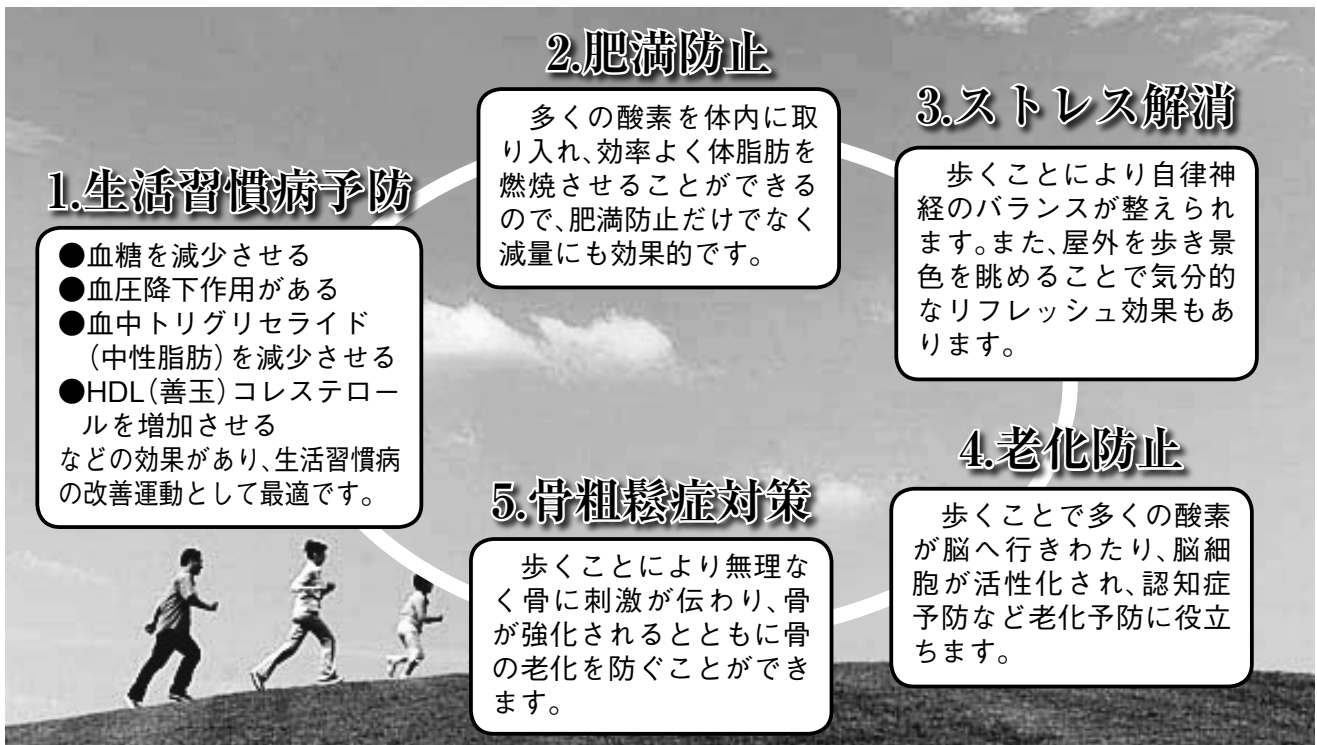 1.生活習慣病予防
●血糖を減少させる
●血圧降下作用がある
●血中トリグリセライド
(中性脂肪)を減少させる
●HDL(善玉)コレステロー
ルを増加させる
などの効果があり、生活習慣病
の改善運動として最適です。
2.肥満防止
多くの酸素を体内に取
り入れ、効率よく体脂肪を
燃焼させることができる
ので、肥満防止だけでなく
減量にも効果的です。
3.ストレス解消
歩くことにより自律神
経のバランスが整えられ
ます。また、屋外を歩き景
色を眺めることで気分的
なリフレッシュ効果もあ
ります。
4.老化防止
歩くことで多くの酸素
が脳へ行きわたり、脳細
胞が活性化され、認知症
予防など老化予防に役立
ちます。
5.骨粗鬆症対策
歩くことにより無理な
く骨に刺激が伝わり、骨
が強化されるとともに骨
の老化を防ぐことができ
ます。